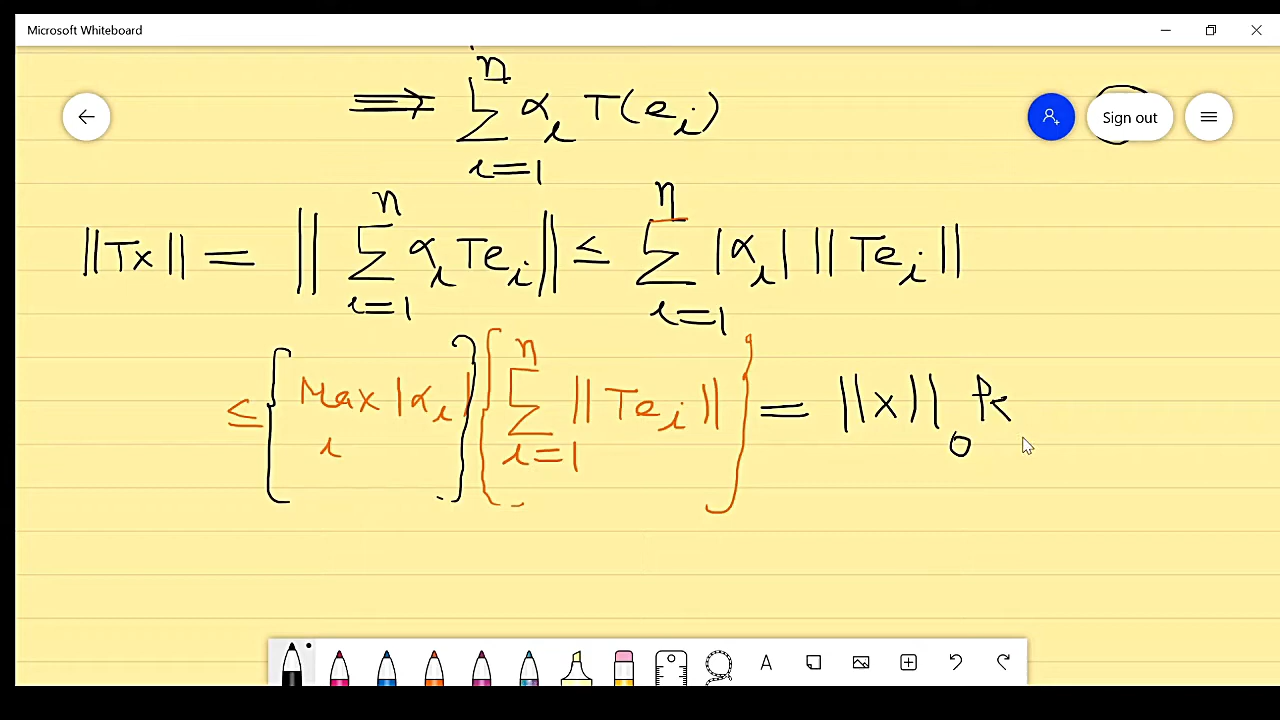 Microsoft Whiteboard
⟹ ∑_{i=1}^{n} α_i T(e_i)
Sign out
||Tx|| = || ∑_{i=1}^{n} α_i Te_i || ≤ ∑_{i=1}^{n} |α_i| ||Te_i||
≤ { Max_i |α_i| } { ∑_{i=1}^{n} ||Te_i|| } = ||x||_0 k
A